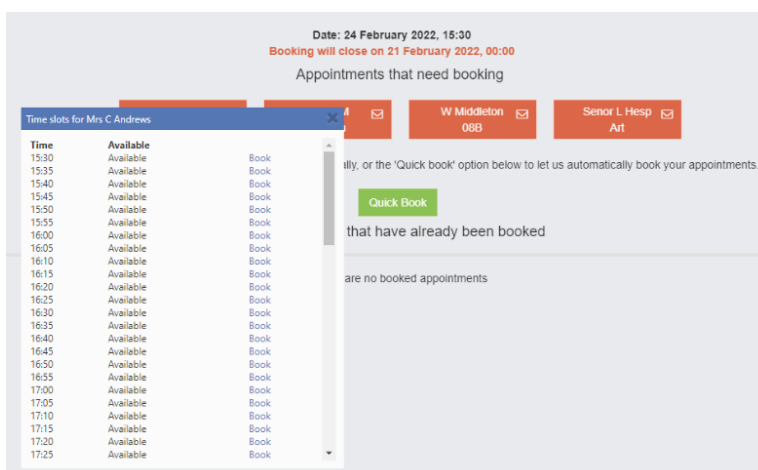 Date: 24 February 2022, 15:30
Booking will close on 21 February 2022, 00:00
Appointments that need booking
W Middleton
08B
Senor L Hesp
Art
ally, or the 'Quick book' option below to let us automatically book your appointments.
Quick Book
that have already been booked
are no booked appointments
Time slots for Mrs C Andrews
Time Available
15:30 Available Book
15:35 Available Book
15:40 Available Book
15:45 Available Book
15:50 Available Book
15:55 Available Book
16:00 Available Book
16:05 Available Book
16:10 Available Book
16:15 Available Book
16:20 Available Book
16:25 Available Book
16:30 Available Book
16:35 Available Book
16:40 Available Book
16:45 Available Book
16:50 Available Book
16:55 Available Book
17:00 Available Book
17:05 Available Book
17:10 Available Book
17:15 Available Book
17:20 Available Book
17:25 Available Book